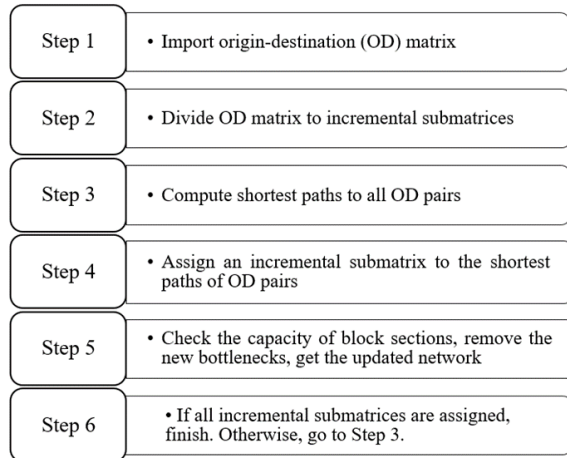 Step 1
• Import origin-destination (OD) matrix
Step 2
• Divide OD matrix to incremental submatrices
Step 3
• Compute shortest paths to all OD pairs
Step 4
• Assign an incremental submatrix to the shortest
paths of OD pairs
Step 5
• Check the capacity of block sections, remove the
new bottlenecks, get the updated network
Step 6
• If all incremental submatrices are assigned,
finish. Otherwise, go to Step 3.